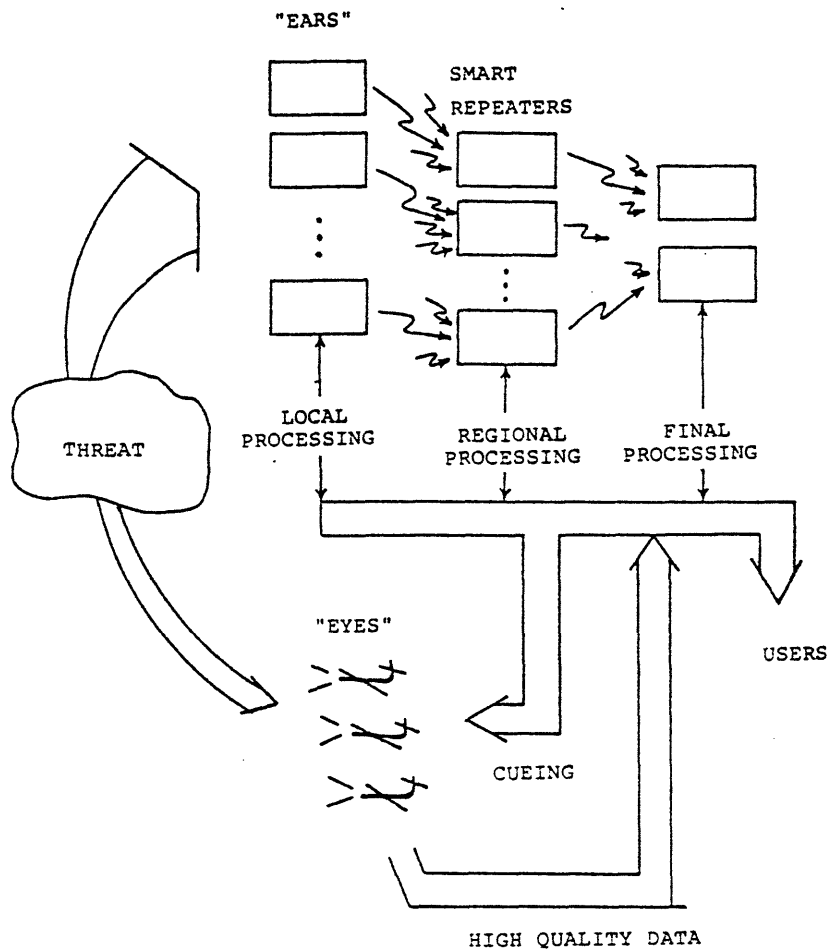 "EARS"
SMART
REPEATERS
THREAT
LOCAL
PROCESSING
REGIONAL
PROCESSING
FINAL
PROCESSING
"EYES"
USERS
CUEING
HIGH QUALITY DATA